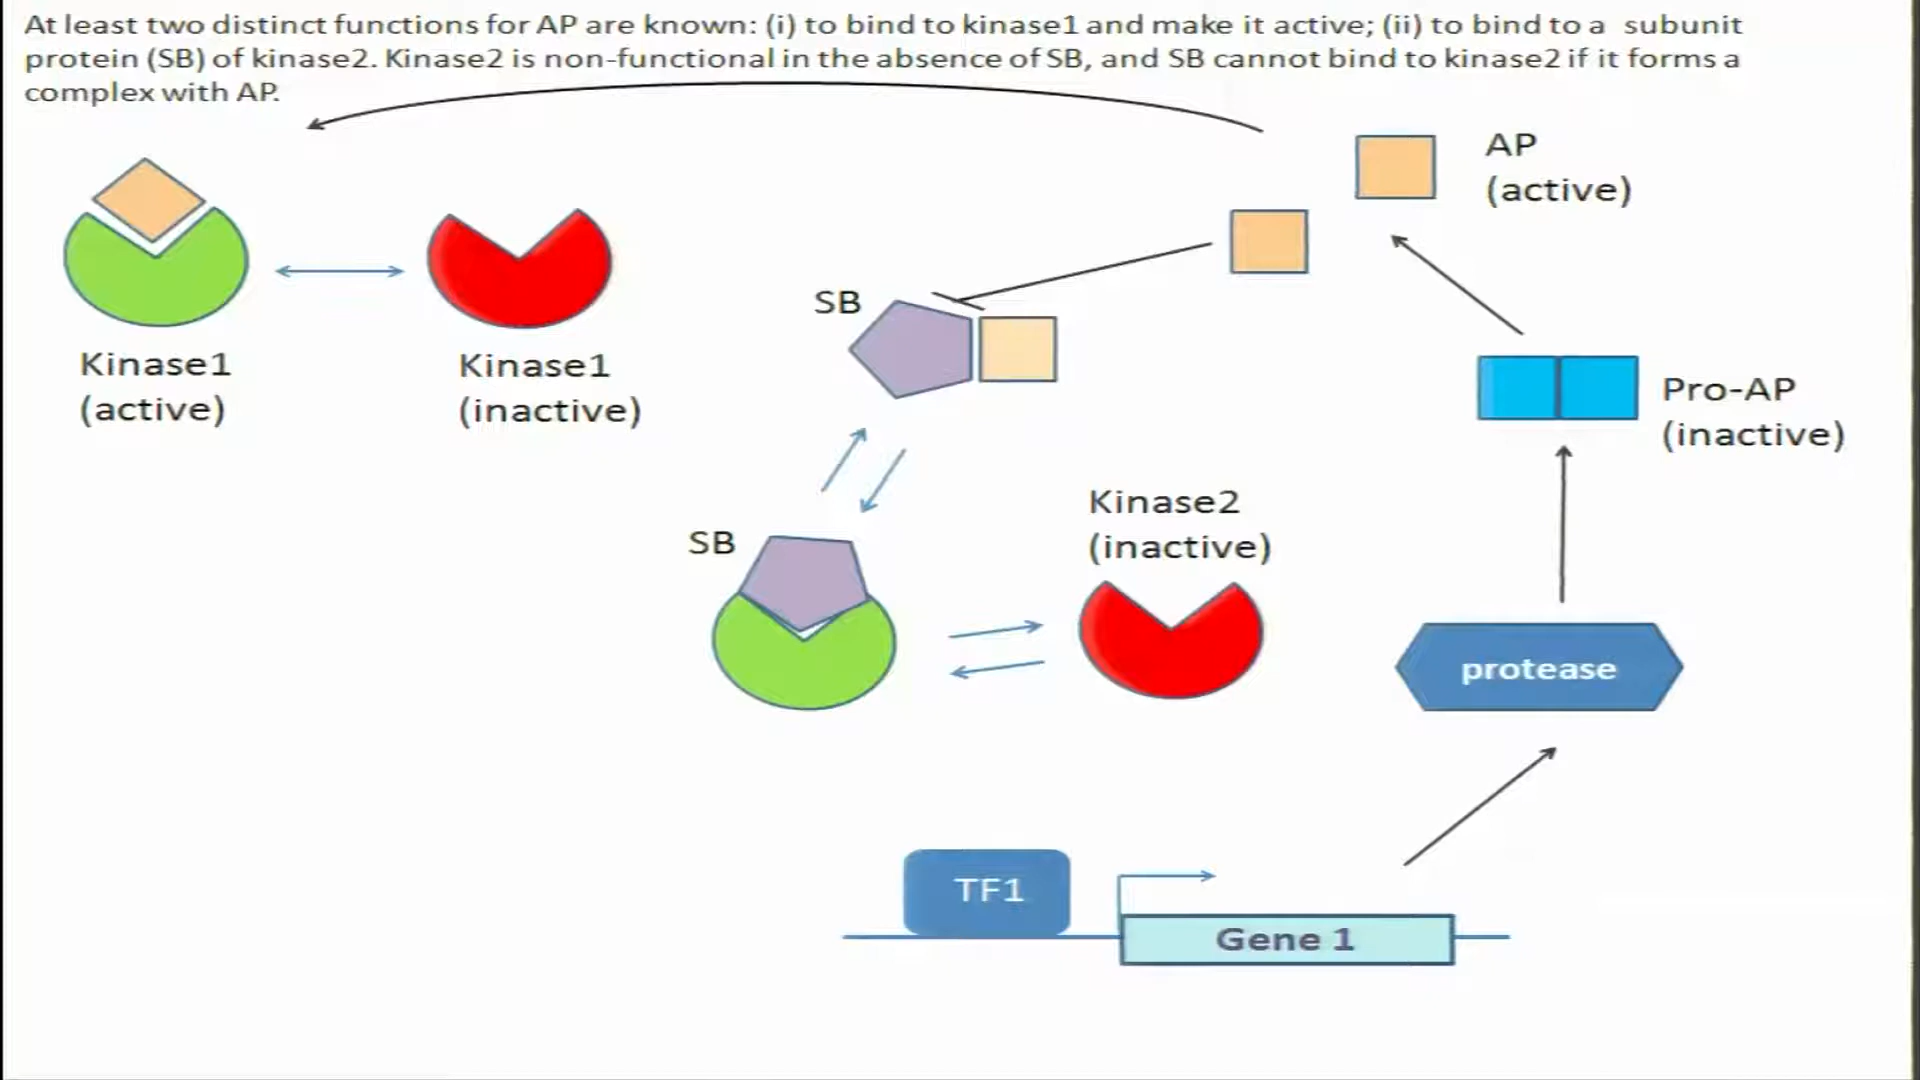 At least two distinct functions for AP are known: (i) to bind to kinase1 and make it active; (ii) to bind to a subunit
protein (SB) of kinase2. Kinase2 is non-functional in the absence of SB, and SB cannot bind to kinase2 if it forms a
complex with AP.
AP
(active)
SB
Kinase1
(active)
Kinase1
(inactive)
Pro-AP
(inactive)
Kinase2
(inactive)
SB
protease
TF1
Gene 1